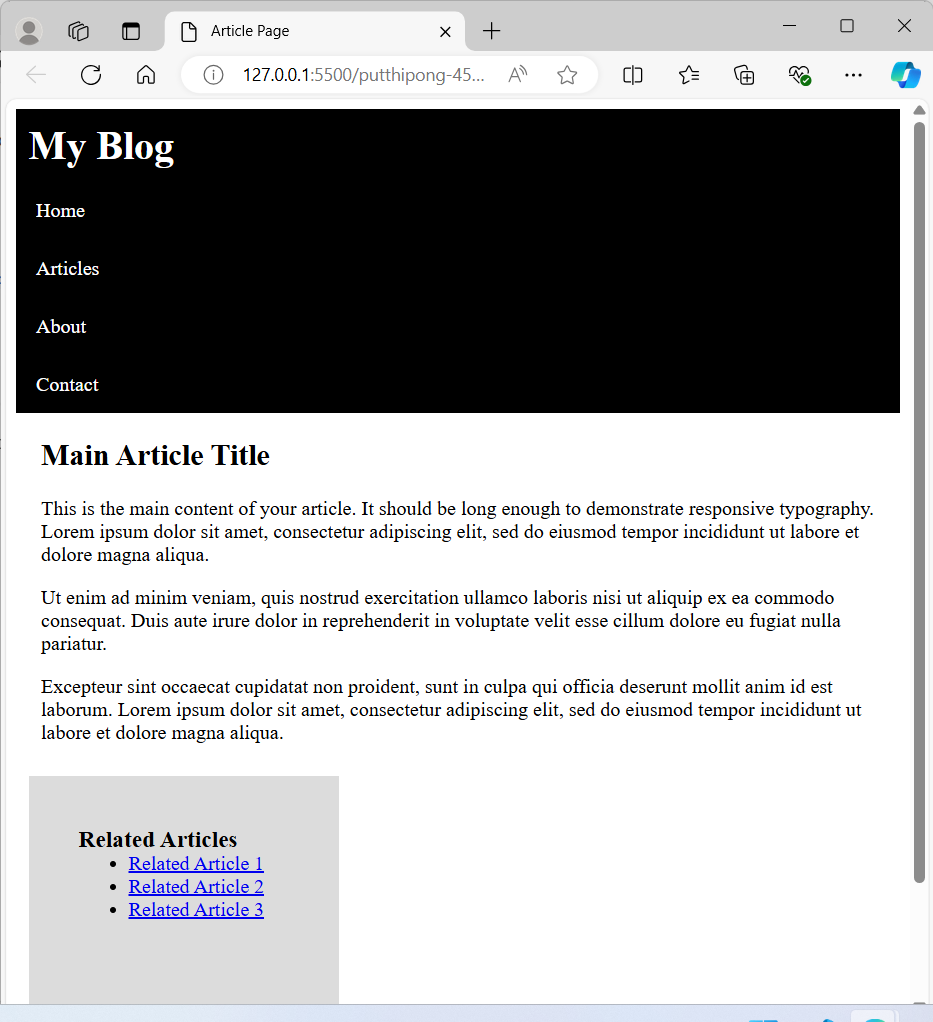 Article Page
127.0.0.1:5500/putthipong-45...
My Blog
Home
Articles
About
Contact
Main Article Title
This is the main content of your article. It should be long enough to demonstrate responsive typography.
Lorem ipsum dolor sit amet, consectetur adipiscing elit, sed do eiusmod tempor incididunt ut labore et
dolore magna aliqua.
Ut enim ad minim veniam, quis nostrud exercitation ullamco laboris nisi ut aliquip ex ea commodo
consequat. Duis aute irure dolor in reprehenderit in voluptate velit esse cillum dolore eu fugiat nulla
pariatur.
Excepteur sint occaecat cupidatat non proident, sunt in culpa qui officia deserunt mollit anim id est
laborum. Lorem ipsum dolor sit amet, consectetur adipiscing elit, sed do eiusmod tempor incididunt ut
labore et dolore magna aliqua.
Related Articles
Related Article 1
Related Article 2
Related Article 3